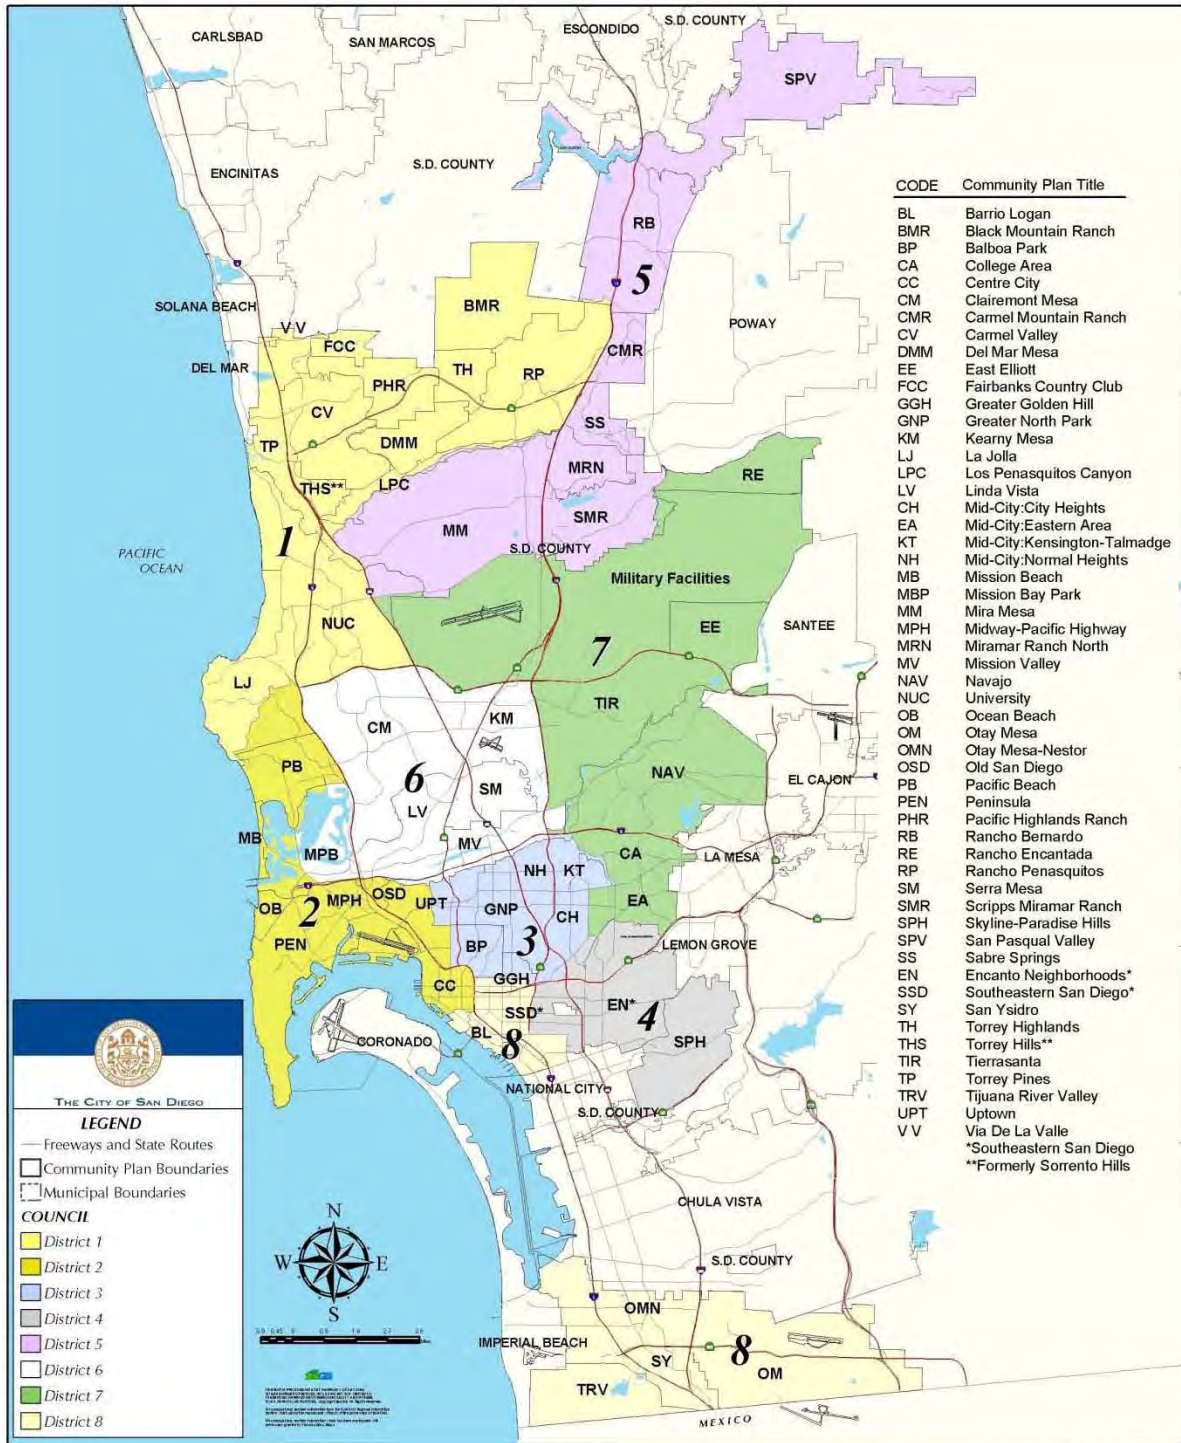 CARLSBAD
SAN MARCOS
ESCONDIDO
S.D. COUNTY
SPV
ENCINITAS
S.D. COUNTY
RB
5
BMR
SOLANA BEACH
V V
FCC
POWAY
CMR
DEL MAR
PHR
TH
RP
CV
SS
TP
DMM
MRN
RE
THS**
LPC
SMR
MM
1
S.D. COUNTY
PACIFIC
OCEAN
Military Facilities
NUC
EE
SANTEE
7
LJ
TIR
CM
KM
PB
6
NAV
EL CAJON
SM
LV
MB
MPB
MV
CA
LA MESA
NH
KT
OSD
MPH
UPT
EA
OB
2
GNP
CH
PEN
BP
3
LEMON GROVE
GGH
CC
EN*
SSD*
4
BL
8
SPH
CORONADO
NATIONAL CITY
S.D. COUNTY
CHULA VISTA
S.D. COUNTY
OMN
IMPERIAL BEACH
SY
8
OM
TRV
MEXICO
CODE Community Plan Title
BL Barrio Logan
BMR Black Mountain Ranch
BP Balboa Park
CA College Area
CC Centre City
CM Clairemont Mesa
CMR Carmel Mountain Ranch
CV Carmel Valley
DMM Del Mar Mesa
EE East Elliott
FCC Fairbanks Country Club
GGH Greater Golden Hill
GNP Greater North Park
KM Kearny Mesa
LJ La Jolla
LPC Los Penasquitos Canyon
LV Linda Vista
CH Mid-City:City Heights
EA Mid-City:Eastern Area
KT Mid-City:Kensington-Talmadge
NH Mid-City:Normal Heights
MB Mission Beach
MBP Mission Bay Park
MM Mira Mesa
MPH Midway-Pacific Highway
MRN Miramar Ranch North
MV Mission Valley
NAV Navajo
NUC University
OB Ocean Beach
OM Otay Mesa
OMN Otay Mesa-Nestor
OSD Old San Diego
PB Pacific Beach
PEN Peninsula
PHR Pacific Highlands Ranch
RB Rancho Bernardo
RE Rancho Encantada
RP Rancho Penasquitos
SM Serra Mesa
SMR Scripps Miramar Ranch
SPH Skyline-Paradise Hills
SPV San Pasqual Valley
SS Sabre Springs
EN Encanto Neighborhoods*
SSD Southeastern San Diego*
SY San Ysidro
TH Torrey Highlands
THS Torrey Hills**
TIR Tierrasanta
TP Torrey Pines
TRV Tijuana River Valley
UPT Uptown
V V Via De La Valle
*Southeastern San Diego
**Formerly Sorrento Hills
THE CITY OF SAN DIEGO
LEGEND
Freeways and State Routes
Community Plan Boundaries
Municipal Boundaries
COUNCIL
District 1
District 2
District 3
District 4
District 5
District 6
District 7
District 8
N
W E
S